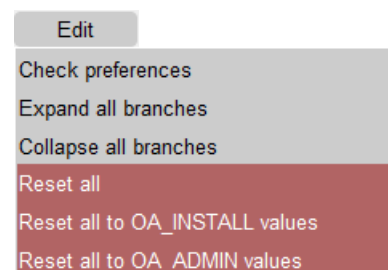 Edit
Check preferences
Expand all branches
Collapse all branches
Reset all
Reset all to OA_INSTALL values
Reset all to OA_ADMIN values